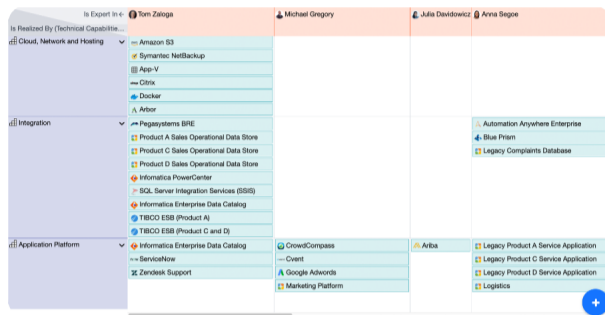 Is Expert In ← Tom Zaloga Michael Gregory Julia Davidowicz Anna Segoe
Is Realized By (Technical Capabilitie...
Cloud, Network and Hosting
Amazon S3
Symantec NetBackup
App-V
Citrix
Docker
Arbor
Integration
Pegasystems BRE
Product A Sales Operational Data Store
Product C Sales Operational Data Store
Product D Sales Operational Data Store
Informatica PowerCenter
SQL Server Integration Services (SSIS)
Informatica Enterprise Data Catalog
TIBCO ESB (Product A)
TIBCO ESB (Product C and D)
Automation Anywhere Enterprise
Blue Prism
Legacy Complaints Database
Application Platform
Informatica Enterprise Data Catalog
ServiceNow
Zendesk Support
CrowdCompass
Cvent
Google Adwords
Marketing Platform
Ariba
Legacy Product A Service Application
Legacy Product C Service Application
Legacy Product D Service Application
Logistics
+